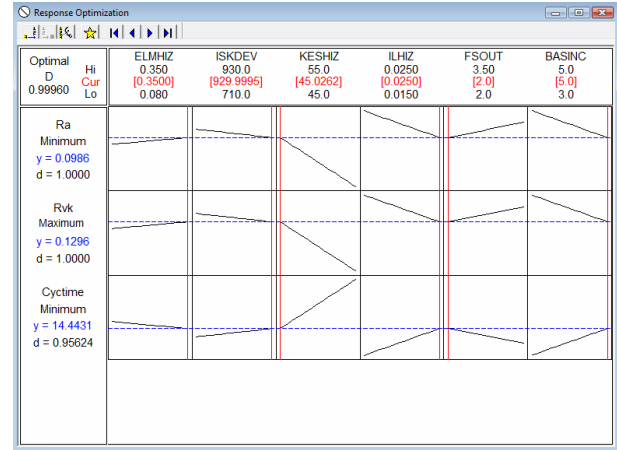 Response Optimization
Optimal
D
0.99960
Hi
Cur
Lo
ELMHIZ ISKDEV KESHIZ ILHIZ FSOUT BASINC
0.350 930.0 55.0 0.0250 3.50 5.0
[0.3500] [929.9995] [45.0262] [0.0250] [2.0] [5.0]
0.080 710.0 45.0 0.0150 2.0 3.0
Ra
Minimum
y = 0.0986
d = 1.0000
Rvk
Maximum
y = 0.1296
d = 1.0000
Cyctime
Minimum
y = 14.4431
d = 0.95624